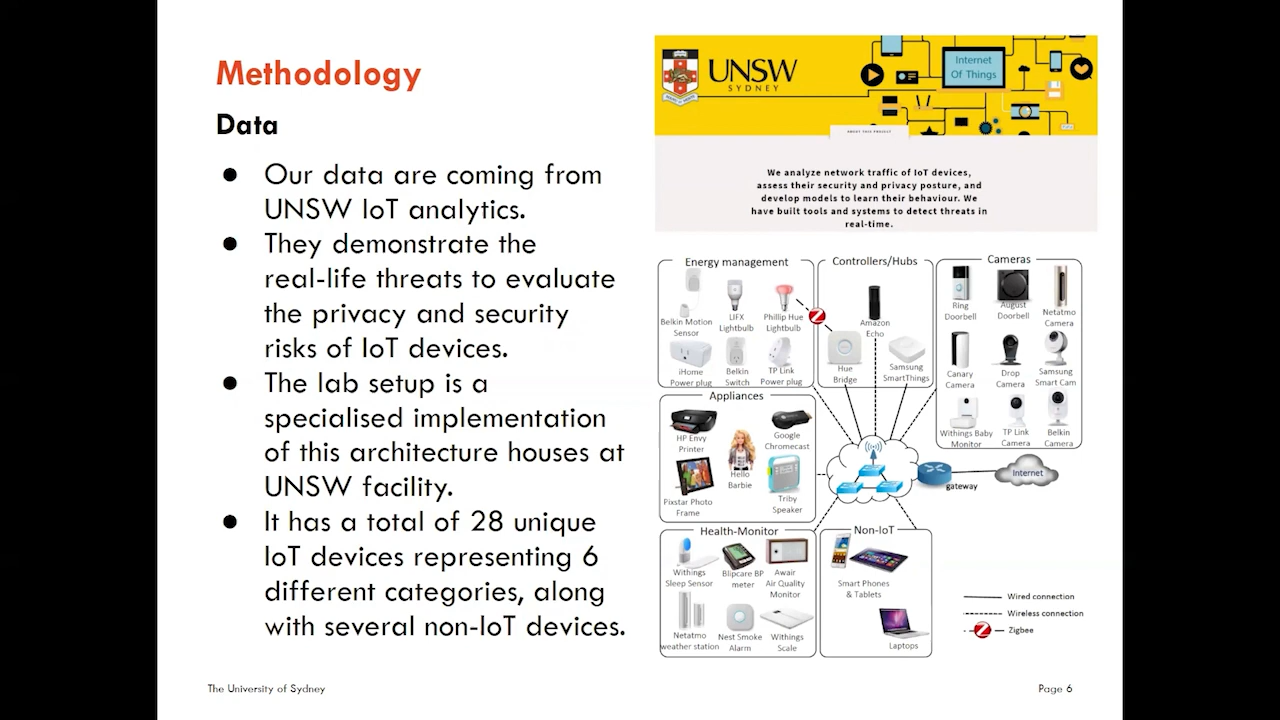 Methodology
Data
● Our data are coming from
UNSW IoT analytics.
● They demonstrate the
real-life threats to evaluate
the privacy and security
risks of IoT devices.
● The lab setup is a
specialised implementation
of this architecture houses at
UNSW facility.
● It has a total of 28 unique
IoT devices representing 6
different categories, along
with several non-IoT devices.
UNSW
SYDNEY
Internet
Of Things
ABOUT THIS PROJECT
We analyze network traffic of IoT devices,
assess their security and privacy posture, and
develop models to learn their behaviour. We
have built tools and systems to detect threats in
real-time.
Energy management
Belkin Motion
Sensor
LIFX
Lightbulb
Phillip Hue
Lightbulb
iHome
Power plug
Belkin
Switch
TP Link
Power plug
Z
Controllers/Hubs
Amazon
Echo
Hue
Bridge
Samsung
SmartThings
Cameras
Ring
Doorbell
August
Doorbell
Netatmo
Camera
Canary
Camera
Drop
Camera
Samsung
Smart Cam
Withings Baby
Monitor
TP Link
Camera
Belkin
Camera
Appliances
HP Envy
Printer
Google
Chromecast
Hello
Barbie
Pixstar Photo
Frame
Triby
Speaker
gateway
Internet
Health-Monitor
Withings
Sleep Sensor
Blipcare BP
meter
Awair
Air Quality
Monitor
Netatmo
weather station
Nest Smoke
Alarm
Withings
Scale
Non-IoT
Smart Phones
& Tablets
Laptops
Wired connection
Wireless connection
Z Zigbee
The University of Sydney
Page 6